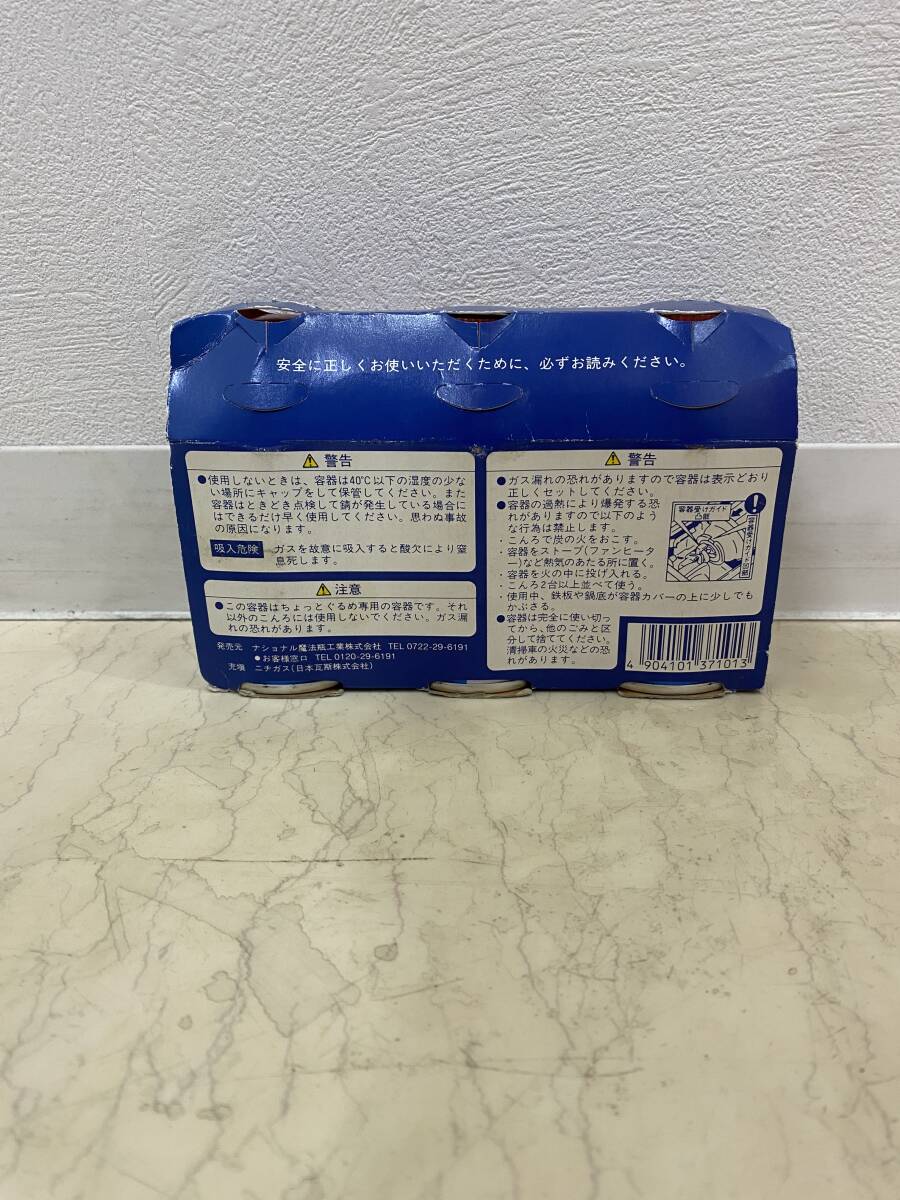 安全に正しくお使いいただくために、必ずお読みください。
警告
●使用しないときは、容器は40℃以下の湿度の少な
い場所にキャップをして保管してください。また
容器はときどき点検して錆が発生している場合に
はできるだけ早く使用してください。思わぬ事故
の原因になります。
吸入危険 ガスを故意に吸入すると酸欠により窒
息死します。
注意
●この容器はちょっとぐるめ専用の容器です。それ
以外のこんろには使用しないでください。ガス漏
れの恐れがあります。
発売元 ナショナル魔法瓶工業株式会社 TEL 0722-29-6191
●お客様窓口 TEL 0120-29-6191
充塡 ニチガス(日本瓦斯株式会社)
警告
●ガス漏れの恐れがありますので容器は表示どおり
正しくセットしてください。
●容器の過熱により爆発する恐
れがありますので以下のよう
な行為は禁止します。
・こんろで炭の火をおこす。
・容器をストーブ(ファンヒータ
ー)など熱気のあたる所に置く。
・容器を火の中に投げ入れる。
・こんろ2台以上並べて使う。
・使用中、鉄板や鍋底が容器カバーの上に少しでも
かぶさる。
●容器は完全に使い切っ
てから、他のごみと区
分して捨ててください。
清掃車の火災などの恐
れがあります。
容器受けガイド
凸部
容器受けガイド凹部
4 904101 371013